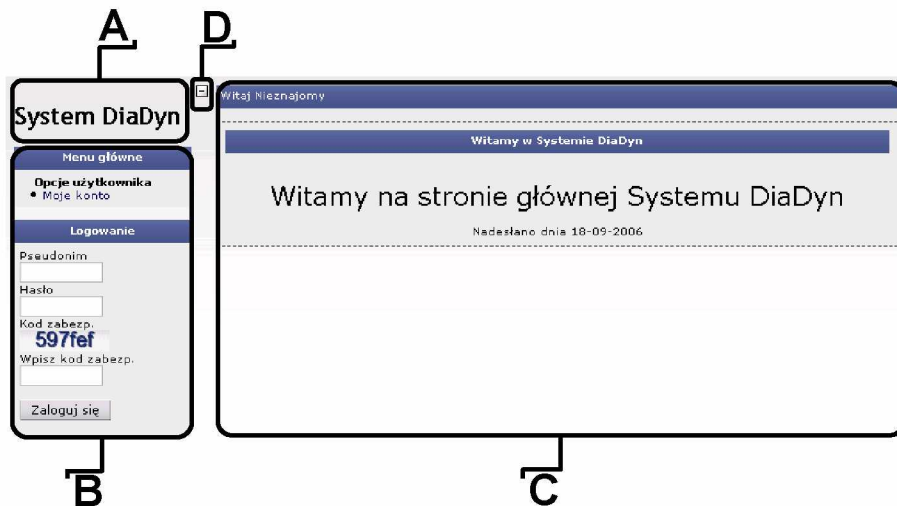 A
D
System DiaDyn
Witaj Nieznajomy
Witamy w Systemie DiaDyn
Witamy na stronie głównej Systemu DiaDyn
Nadesłano dnia 18-09-2006
Menu główne
Opcje użytkownika
• Moje konto
Logowanie
Pseudonim
Hasło
Kod zabezp.
597fef
Wpisz kod zabezp.
Zaloguj się
B
C